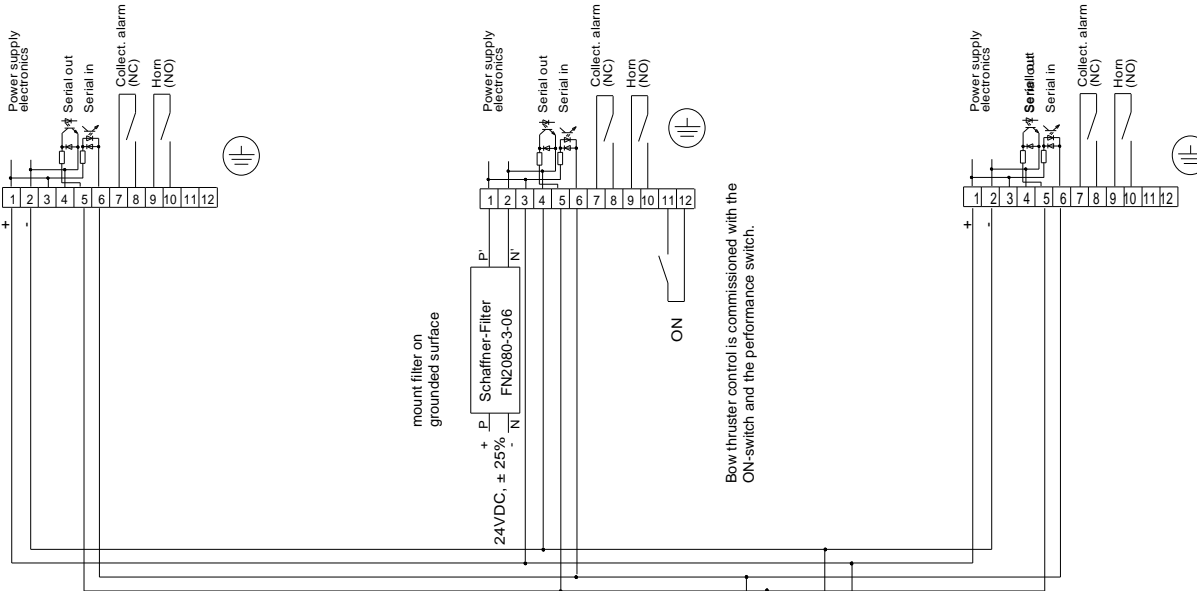 Power supply
electronics
Serial out
Serial in
Collect. alarm
(NC)
Horn
(NO)
1 2 3 4 5 6 7 8 9 10 11 12
+
-
Power supply
electronics
Serial out
Serial in
Collect. alarm
(NC)
Horn
(NO)
1 2 3 4 5 6 7 8 9 10 11 12
P'
N'
mount filter on
grounded surface
Schaffner-Filter
FN2080-3-06
P
N
+
-
24VDC, ± 25%
ON
Bow thruster control is commissioned with the
ON-switch and the performance switch.
Power supply
electronics
Serial out
Serial in
Collect. alarm
(NC)
Horn
(NO)
1 2 3 4 5 6 7 8 9 10 11 12
+
-